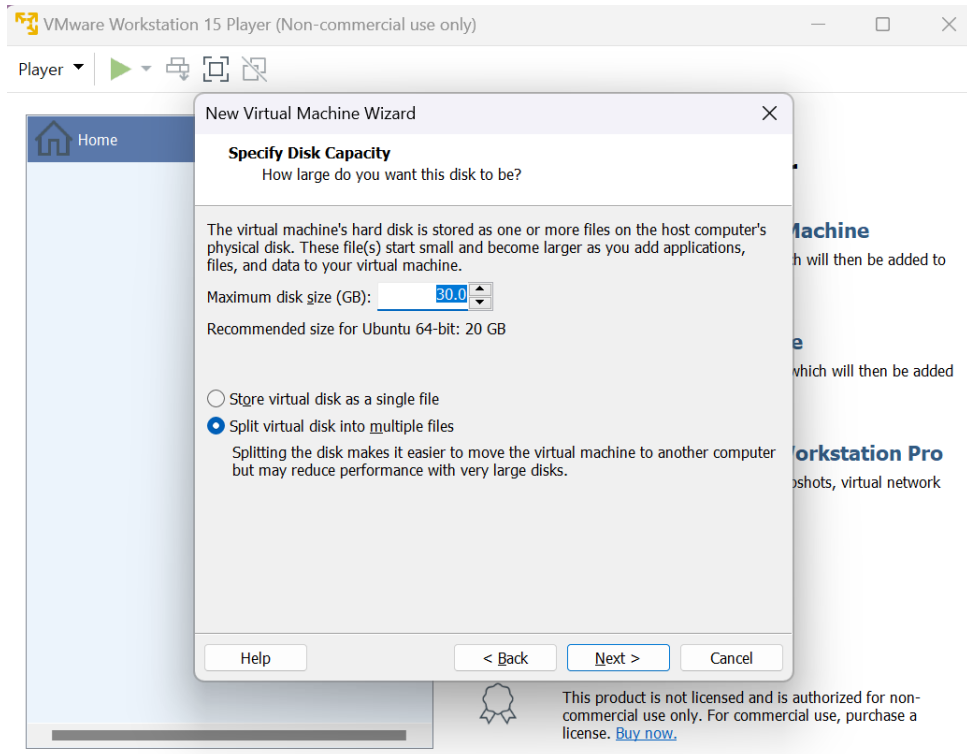 VMware Workstation 15 Player (Non-commercial use only)
Player
Home
New Virtual Machine Wizard
Specify Disk Capacity
How large do you want this disk to be?
The virtual machine's hard disk is stored as one or more files on the host computer's
physical disk. These file(s) start small and become larger as you add applications,
files, and data to your virtual machine.
Maximum disk size (GB): 30.0
Recommended size for Ubuntu 64-bit: 20 GB
Store virtual disk as a single file
Split virtual disk into multiple files
Splitting the disk makes it easier to move the virtual machine to another computer
but may reduce performance with very large disks.
Help < Back Next > Cancel
will then be added to
which will then be added
Pro
virtual network
This product is not licensed and is authorized for non-
commercial use only. For commercial use, purchase a
license. Buy now.